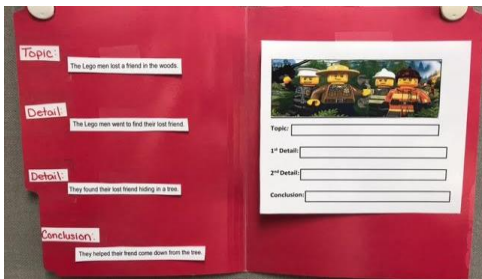 Topic:
The Lego men lost a friend in the woods.
Detail:
The Lego men went to find their lost friend.
Detail:
They found their lost friend hiding in a tree.
Conclusion:
They helped their friend come down from the tree.
Topic:
1st Detail:
2nd Detail:
Conclusion: